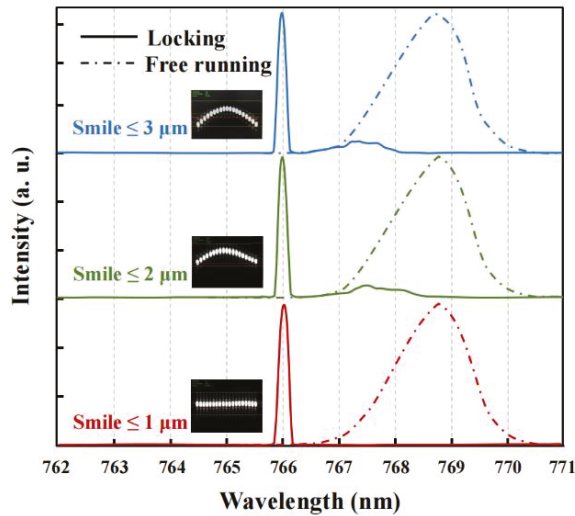 Locking
Free running
Smile ≤ 3 μm
Smile ≤ 2 μm
Smile ≤ 1 μm
Intensity (a. u.)
762 763 764 765 766 767 768 769 770 771
Wavelength (nm)